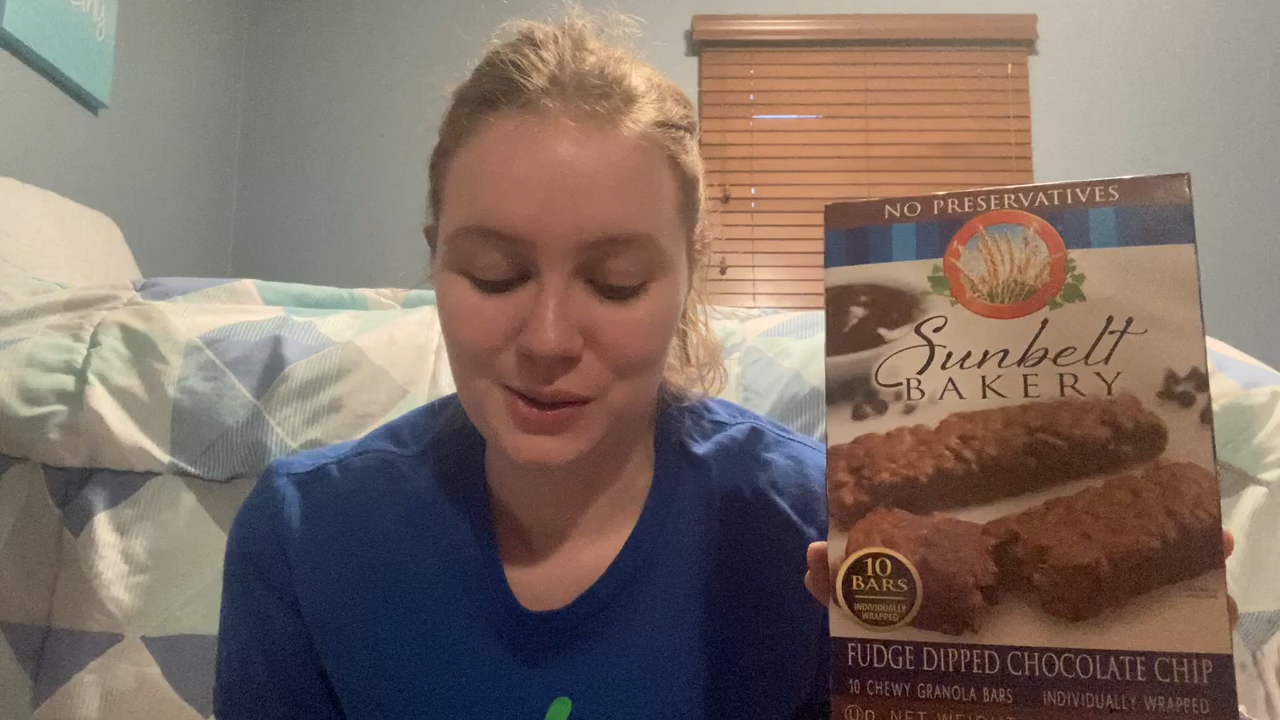 NO PRESERVATIVES
Sunbelt
BAKERY
10
BARS
INDIVIDUALLY
WRAPPED
FUDGE DIPPED CHOCOLATE CHIP
10 CHEWY GRANOLA BARS INDIVIDUALLY WRAPPED
UD NET WEIGHT